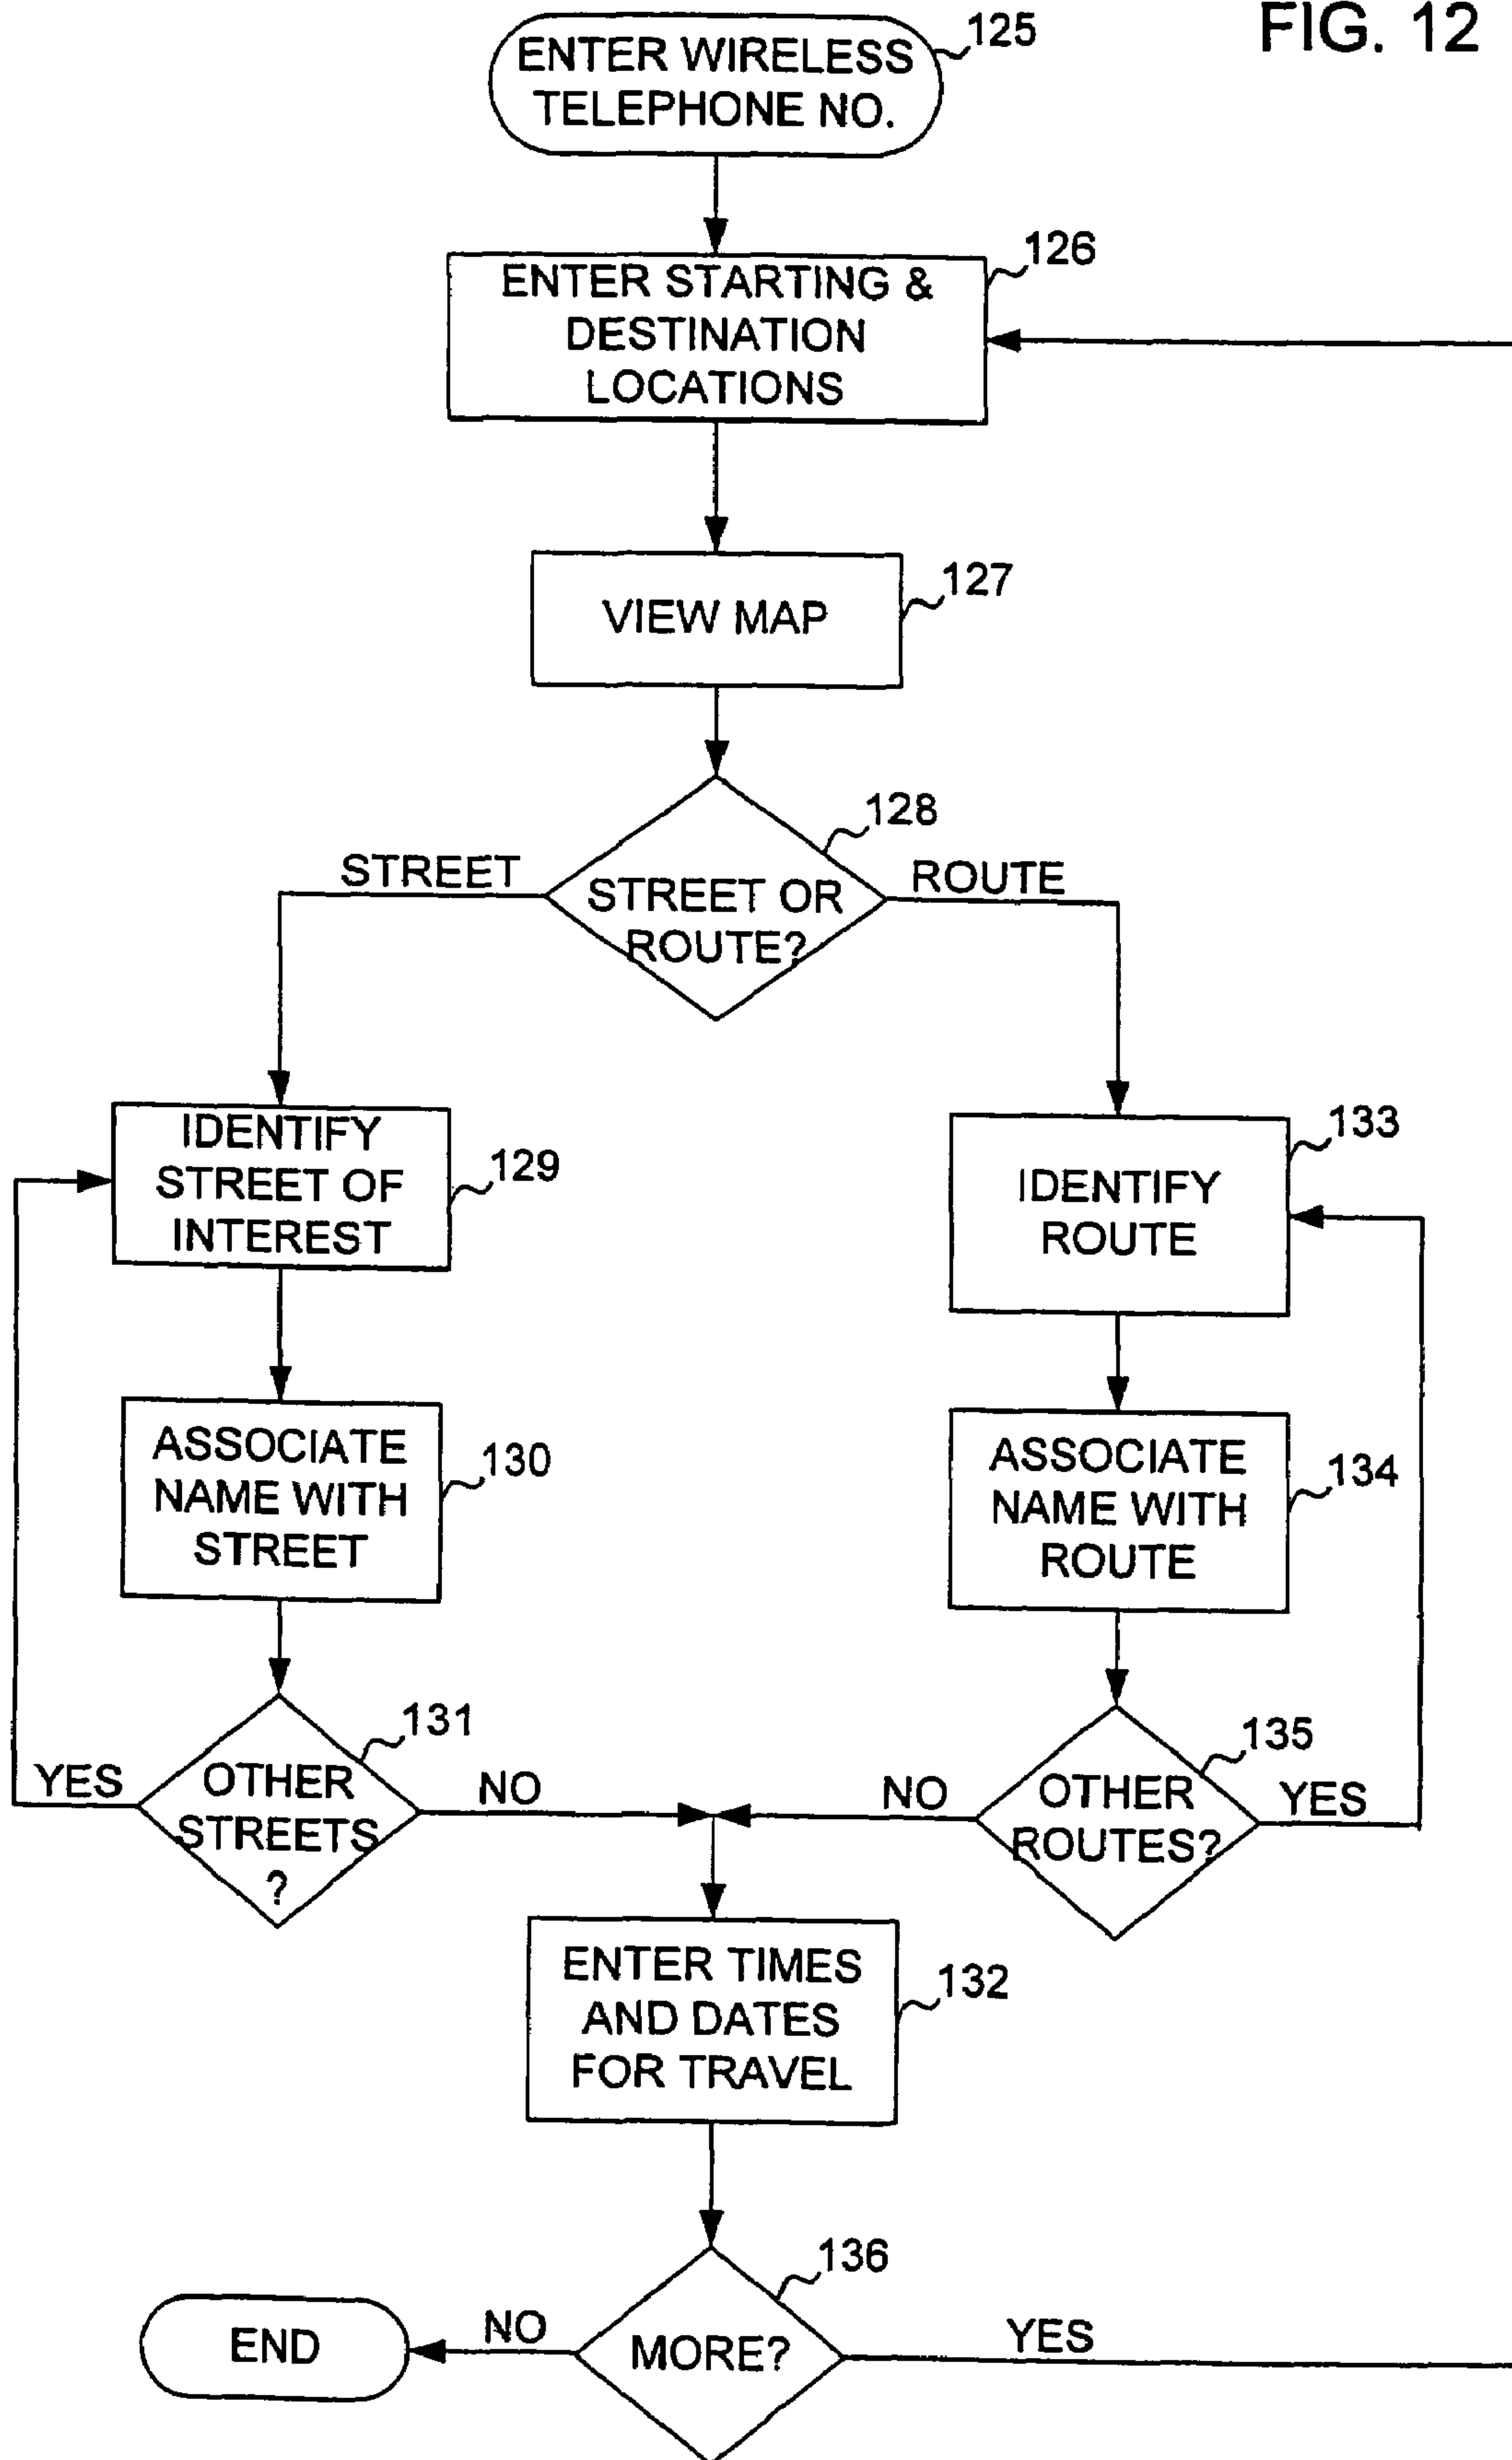 FIG. 12
ENTER WIRELESS
TELEPHONE NO.
125
ENTER STARTING &
DESTINATION
LOCATIONS
126
VIEW MAP
127
128
STREET
STREET OR
ROUTE?
ROUTE
IDENTIFY
STREET OF
INTEREST
129
133
IDENTIFY
ROUTE
ASSOCIATE
NAME WITH
STREET
130
ASSOCIATE
NAME WITH
ROUTE
134
131
YES
OTHER
STREETS
?
NO
135
NO
OTHER
ROUTES?
YES
ENTER TIMES
AND DATES
FOR TRAVEL
132
136
END
NO
MORE?
YES